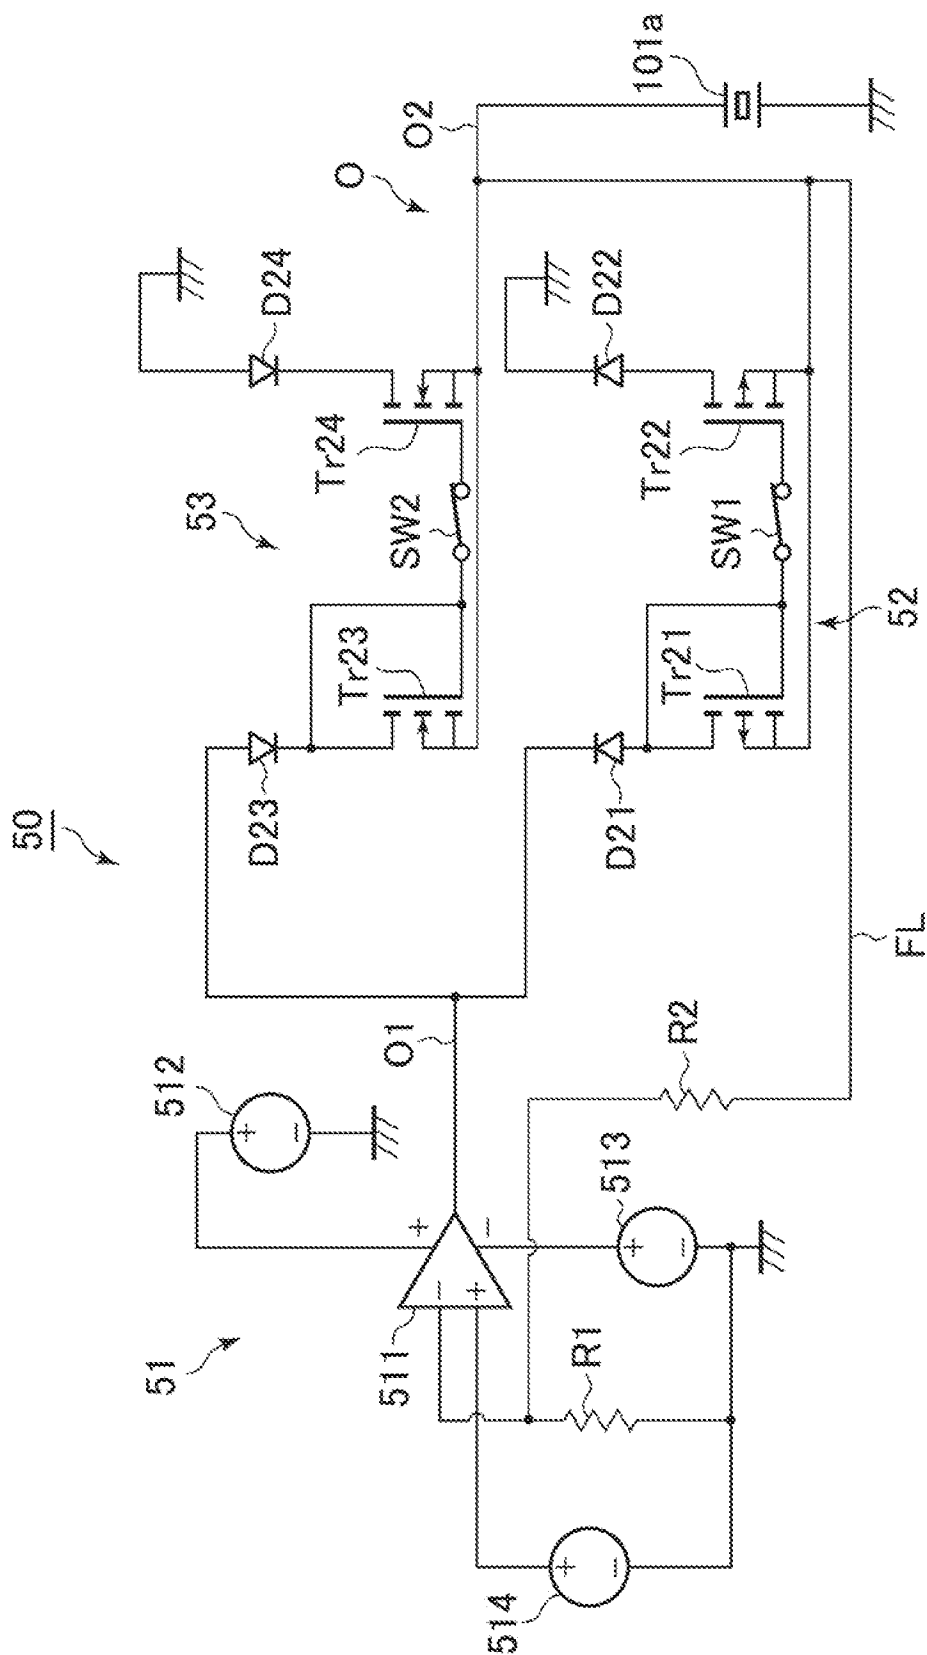 50
51
53
O
O2
101a
D24
D22
Tr24
Tr22
SW2
SW1
Tr23
Tr21
52
D23
D21
FL
O1
R2
512
+
−
513
+
−
+
−
511
−
+
R1
514
+
−